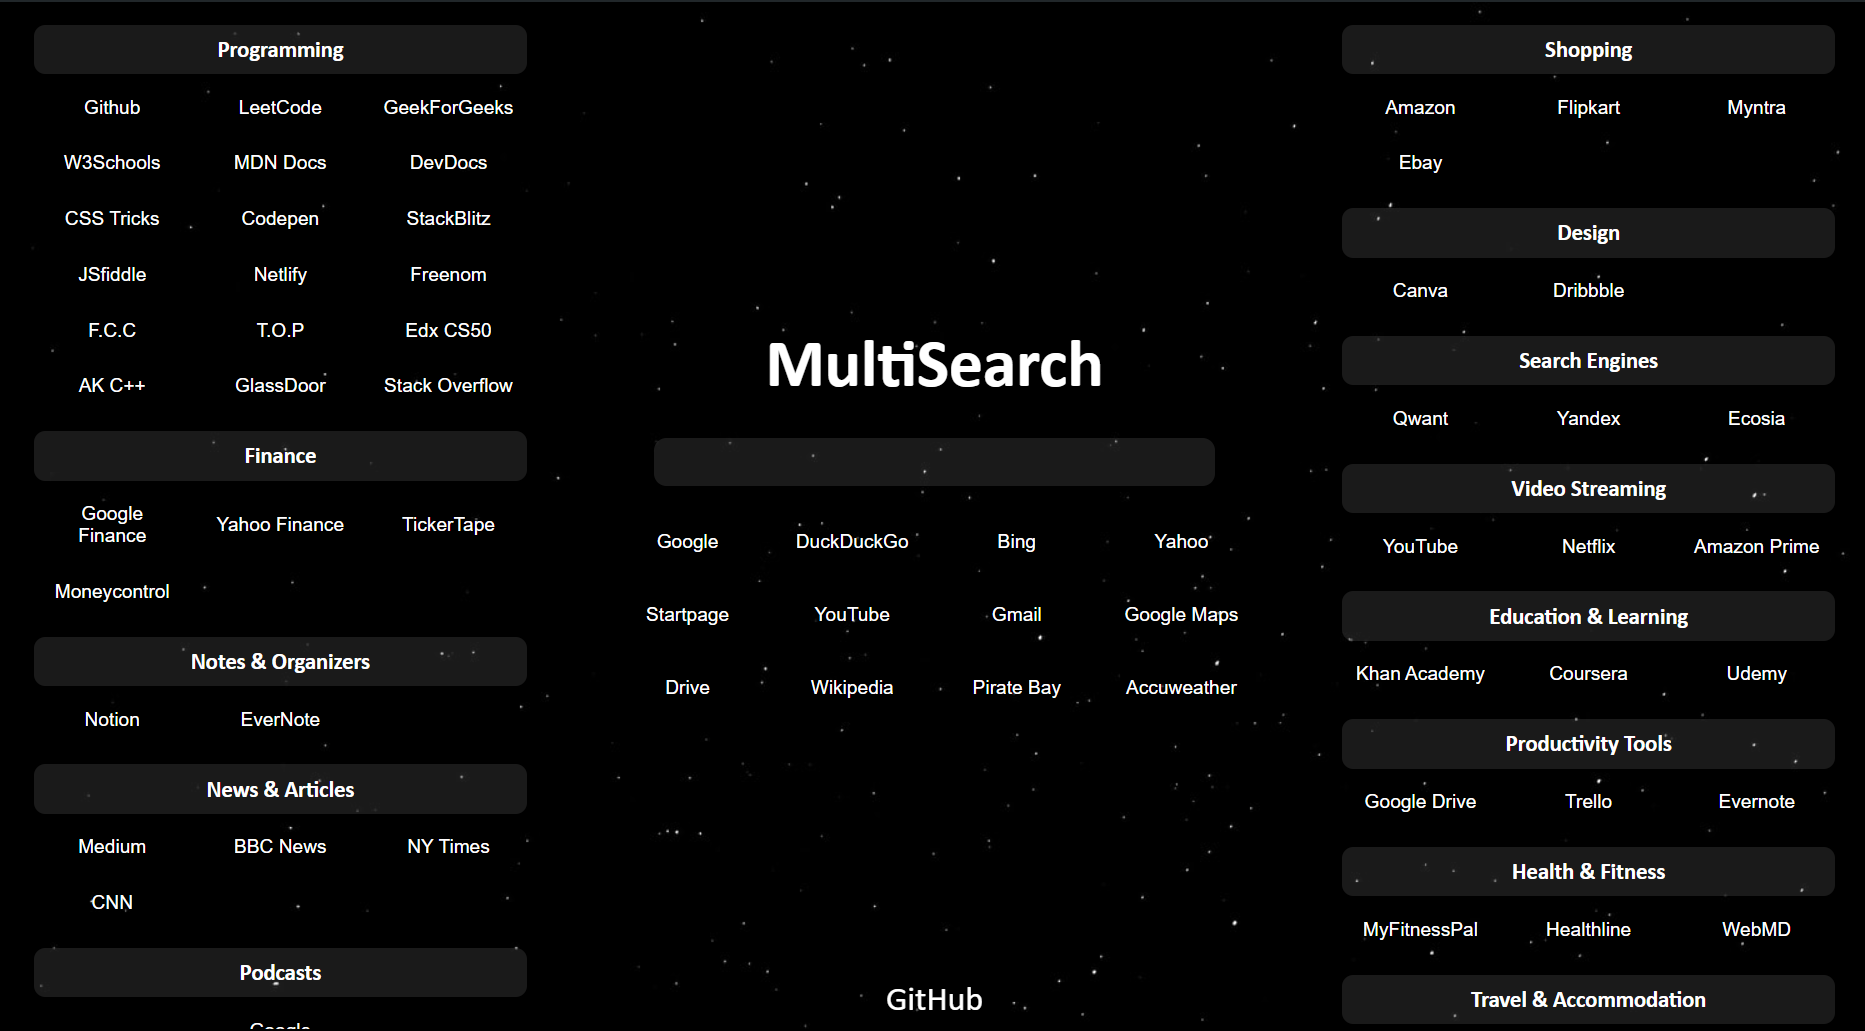 Programming
Github LeetCode GeekForGeeks
W3Schools MDN Docs DevDocs
CSS Tricks Codepen StackBlitz
JSfiddle Netlify Freenom
F.C.C T.O.P Edx CS50
AK C++ GlassDoor Stack Overflow
Finance
Google
Finance Yahoo Finance TickerTape
Moneycontrol
Notes & Organizers
Notion EverNote
News & Articles
Medium BBC News NY Times
CNN
Podcasts
Google
MultiSearch
Google DuckDuckGo Bing Yahoo
Startpage YouTube Gmail Google Maps
Drive Wikipedia Pirate Bay Accuweather
GitHub
Shopping
Amazon Flipkart Myntra
Ebay
Design
Canva Dribbble
Search Engines
Qwant Yandex Ecosia
Video Streaming
YouTube Netflix Amazon Prime
Education & Learning
Khan Academy Coursera Udemy
Productivity Tools
Google Drive Trello Evernote
Health & Fitness
MyFitnessPal Healthline WebMD
Travel & Accommodation